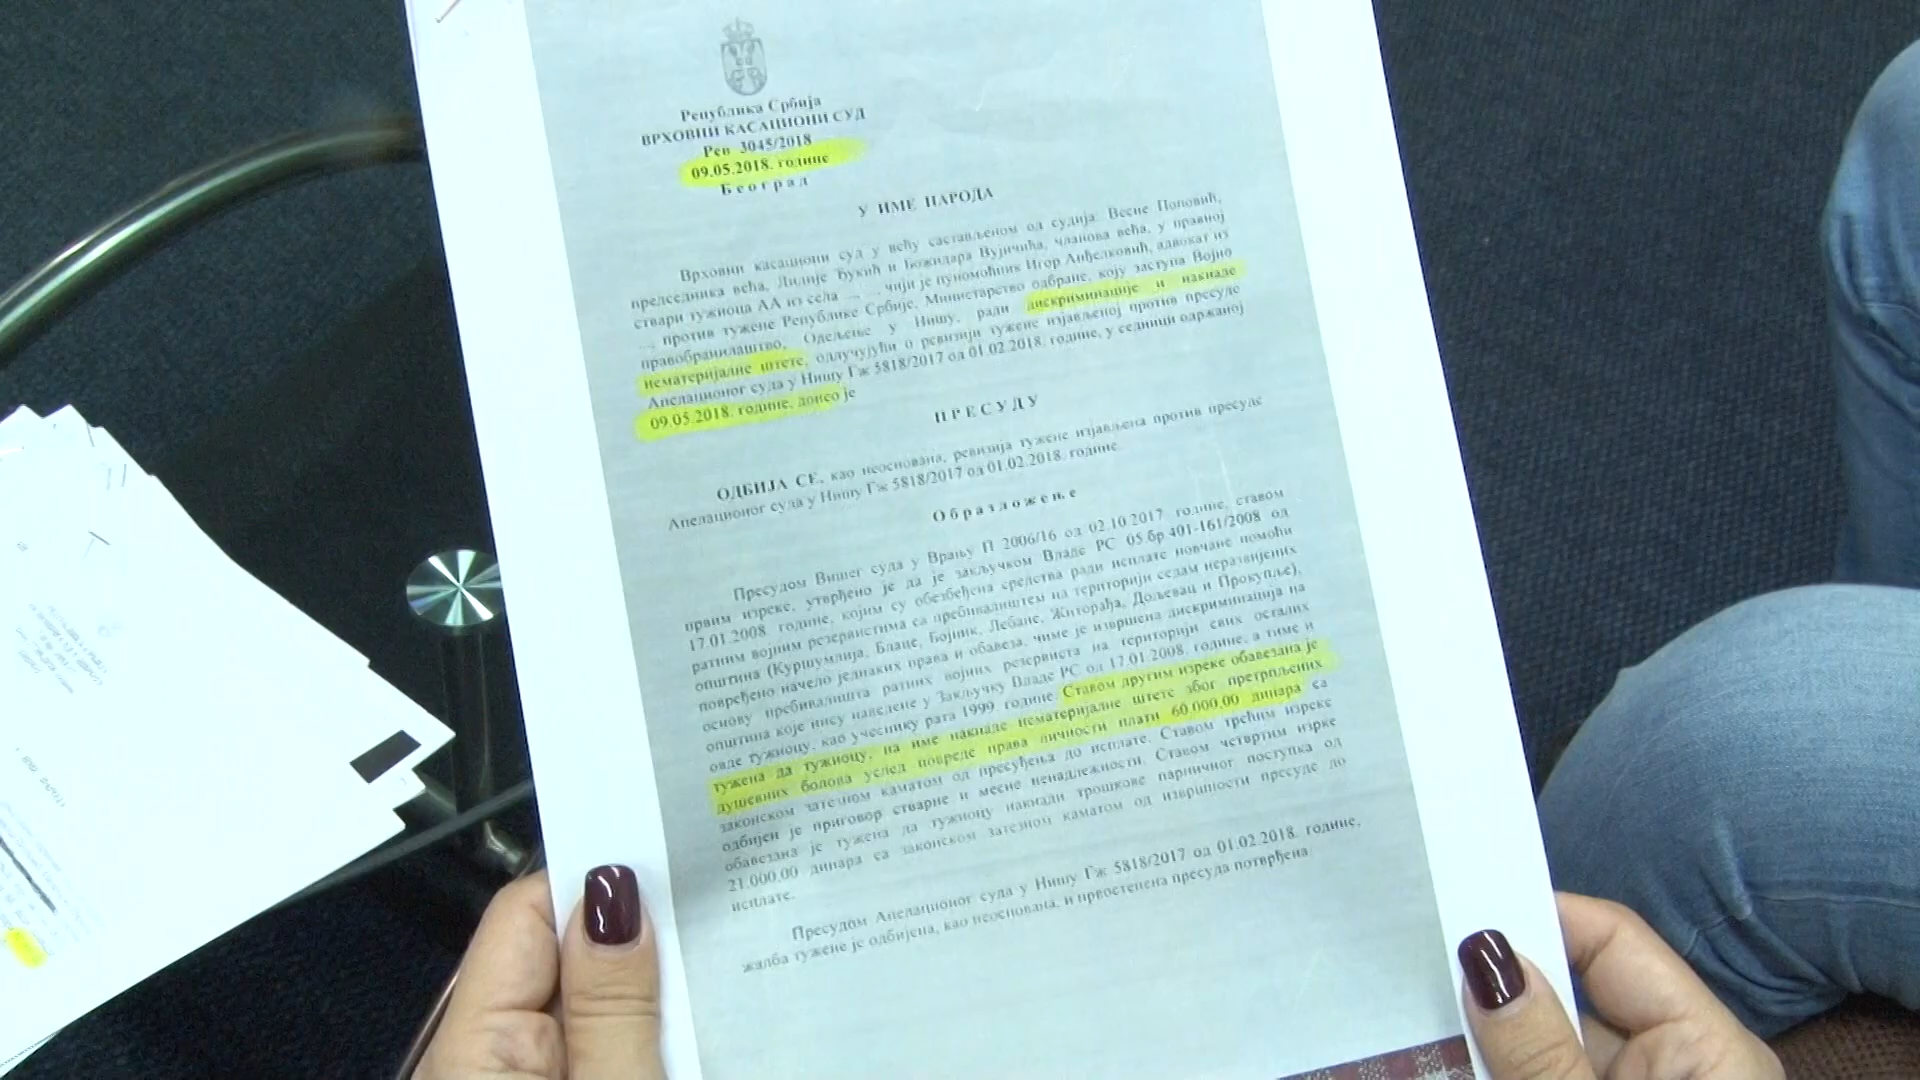 Република Србија
ВРХОВНИ КАСАЦИОНИ СУД
Рев 3045/2018
09.05.2018. године
Београд
У ИМЕ НАРОДА
Врховни касациони суд у већу састављеном од судија: Весне Поповић,
председника већа, Лидије Ђукић и Божидара Вујичића, чланова већа, у правној
ствари тужиоца АА из села ... ..., чији је пуномоћник Игор Анђелковић, адвокат из
..., против тужене Републике Србије, Министарство одбране, коју заступа Војно
правобранилаштво, Одељење у Нишу, ради дискриминације и накнаде
нематеријалне штете, одлучујући о ревизији тужене изјављеној против пресуде
Апелационог суда у Нишу Гж 5818/2017 од 01.02.2018. године, у седници одржаној
09.05.2018. године, донео је
ПРЕСУДУ
ОДБИЈА СЕ, као неоснована, ревизија тужене изјављена против пресуде
Апелационог суда у Нишу Гж 5818/2017 од 01.02.2018. године.
Образложење
Пресудом Вишег суда у Врању П 2006/16 од 02.10.2017. године, ставом
првим изреке, утврђено је да је закључком Владе РС 05 бр 401-161/2008 од
17.01.2008. године, којим су обезбеђена средства ради исплате новчане помоћи
ратним војним резервистима са пребивалиштем на територији седам неразвијених
општина (Куршумлија, Блаце, Бојник, Лебане, Житорађа, Дољевац и Прокупље),
повређено начело једнаких права и обавеза, чиме је извршена дискриминација на
основу пребивалишта ратних војних резервиста на територији свих осталих
општина које нису наведене у Закључку Владе РС од 17.01.2008. године, а тиме и
овде тужиоцу, као учеснику рата 1999 године. Ставом другим изреке обавезана је
тужена да тужиоцу, на име накнаде нематеријалне штете због претрпљених
душевних болова услед повреде права личности плати 60.000,00 динара са
законском затезном каматом од пресуђења до исплате. Ставом трећим изреке
одбијен је приговор стварне и месне ненадлежности. Ставом четвртим изрке
обавезана је тужена да тужиоцу накнади трошкове парничног поступка од
21.000,00 динара са законском затезном каматом од извршности пресуде до
исплате.
Пресудом Апелационог суда у Нишу Гж 5818/2017 од 01.02.2018. године,
жалба тужене је одбијена, као неоснована, и првостепена пресуда потврђена.